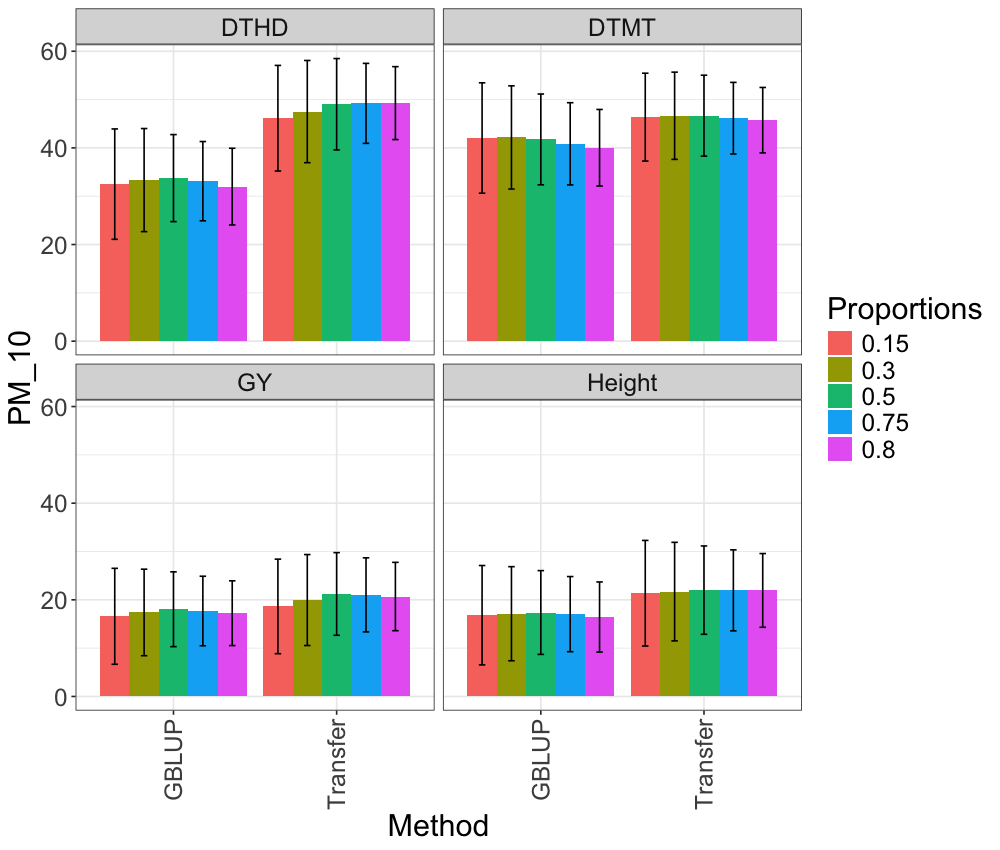 DTHD
DTMT
60
40
20
0
GY
Height
60
40
20
0
GBLUP
Transfer
GBLUP
Transfer
Method
PM_10
Proportions
0.15
0.3
0.5
0.75
0.8